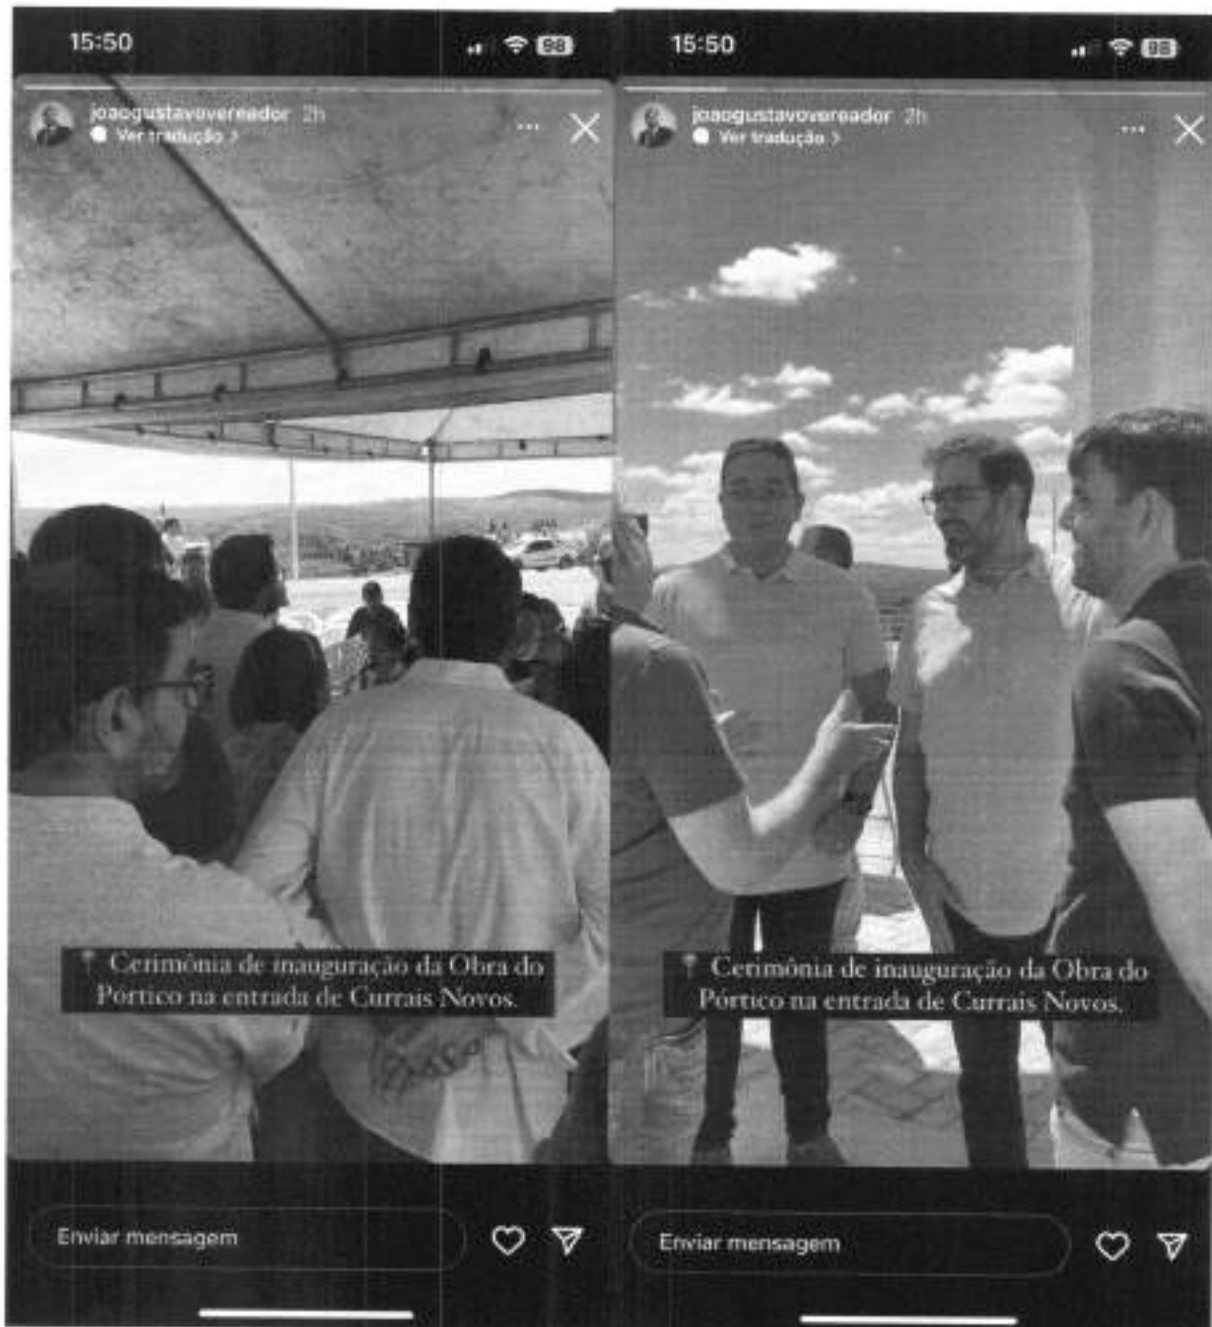 15:50
98
joaogustavovereador 2h
Ver tradução >
Cerimônia de inauguração da Obra do
Pórtico na entrada de Currais Novos.
Enviar mensagem
15:50
98
joaogustavovereador 2h
Ver tradução >
Cerimônia de inauguração da Obra do
Pórtico na entrada de Currais Novos.
Enviar mensagem